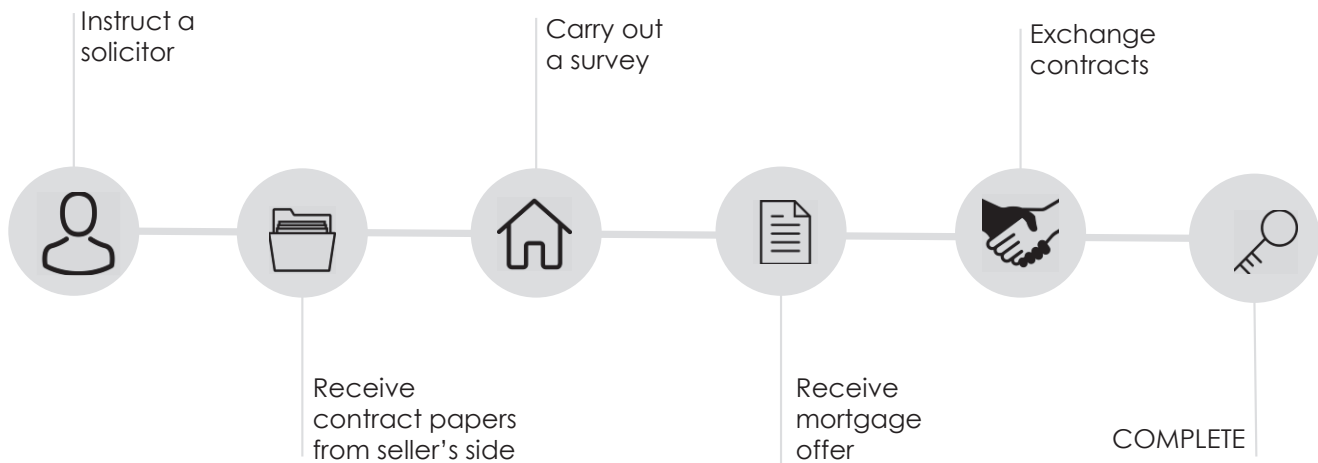 Instruct a
solicitor
Receive
contract papers
from seller’s side
Carry out
a survey
Receive
mortgage
offer
Exchange
contracts
COMPLETE